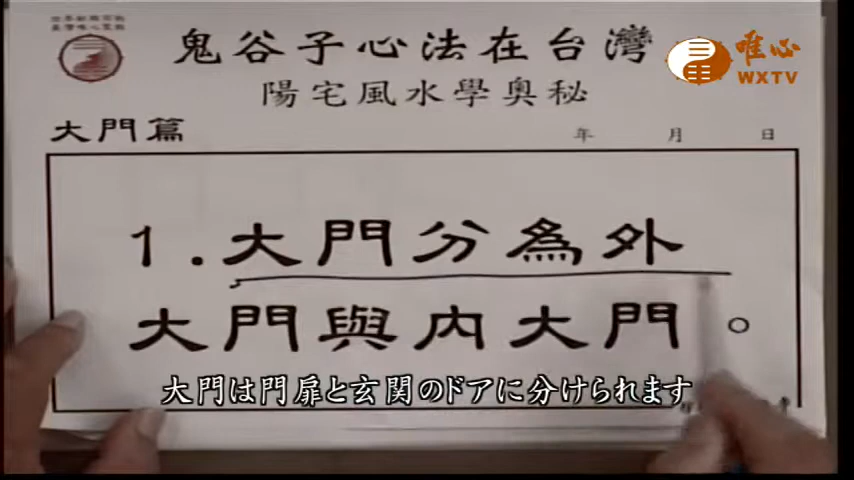 鬼谷子心法在台灣
唯心
WXTV
陽宅風水學奧秘
大門篇
年 月 日
1.大門分為外
大門與內大門。
大門は門扉と玄関のドアに分けられます